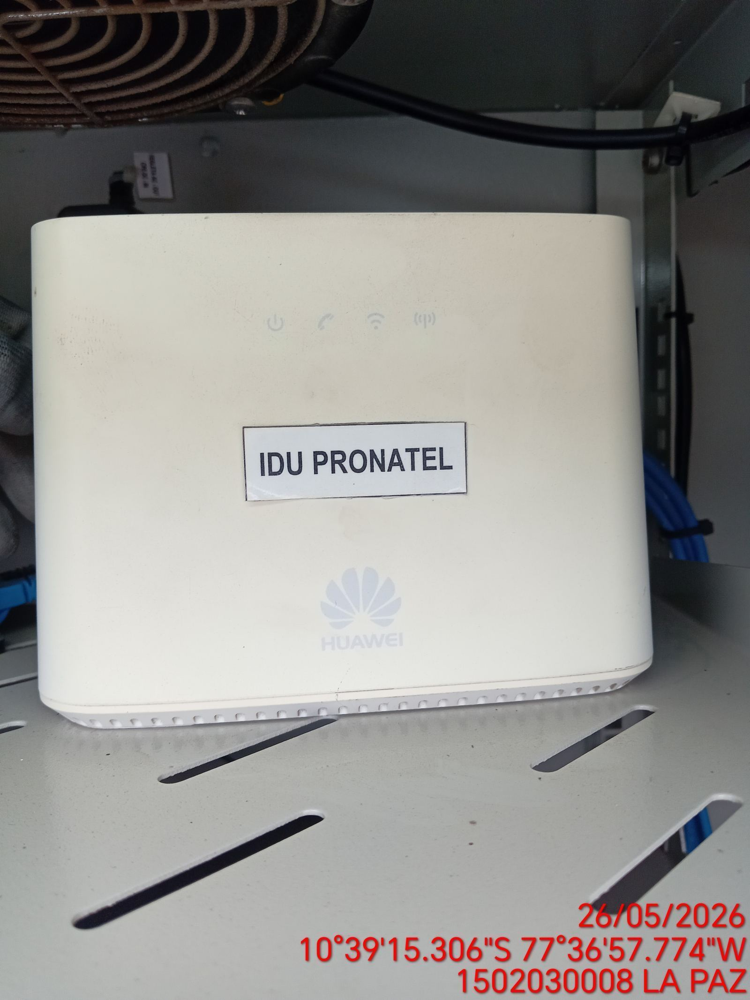 IDU PRONATEL
HUAWEI
26/05/2026
10°39'15.306"S 77°36'57.774"W
1502030008 LA PAZ